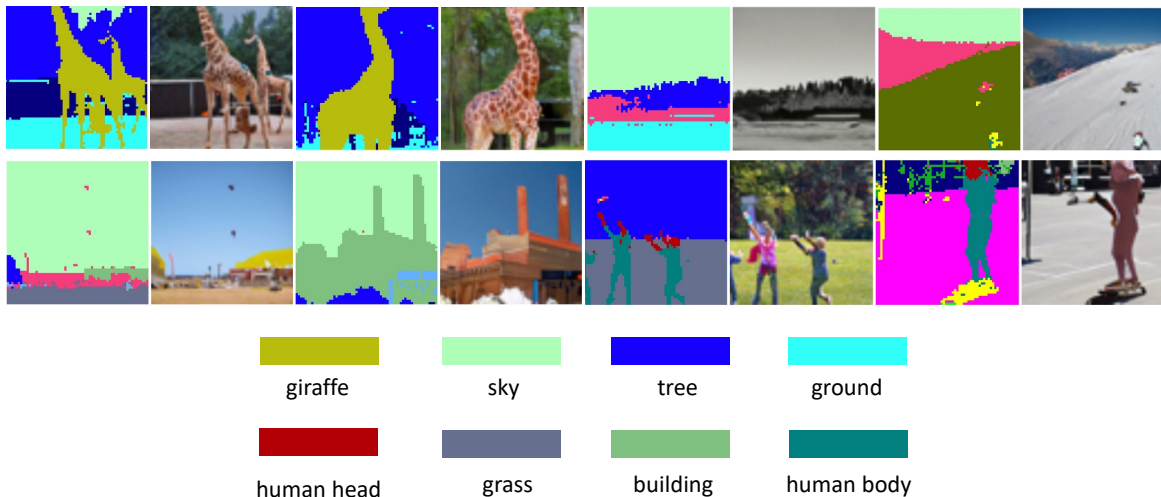 giraffe
sky
tree
ground
human head
grass
building
human body